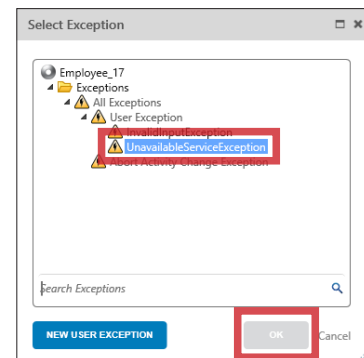 Select Exception
Employee_17
Exceptions
All Exceptions
User Exception
InvalidInputException
UnavailableServiceException
Abort Activity Change Exception
Search Exceptions
NEW USER EXCEPTION
OK
Cancel